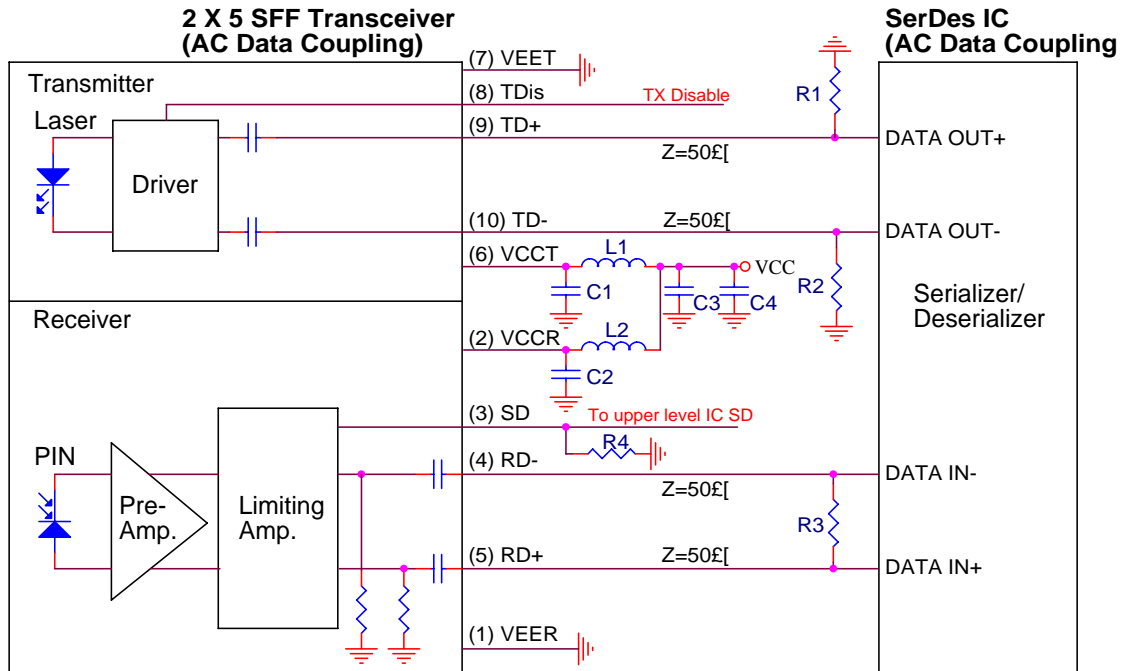 2 X 5 SFF Transceiver
(AC Data Coupling)
SerDes IC
(AC Data Coupling
(7) VEET
Transmitter
(8) TDis
TX Disable
R1
Laser
(9) TD+
DATA OUT+
Z=50£[
Driver
(10) TD-
Z=50£[
DATA OUT-
(6) VCCT
L1
VCC
R2
C1
C3
C4
Serializer/
Deserializer
Receiver
L2
(2) VCCR
C2
(3) SD
To upper level IC SD
R4
PIN
(4) RD-
DATA IN-
Z=50£[
Pre-
Amp.
Limiting
Amp.
R3
(5) RD+
Z=50£[
DATA IN+
(1) VEER